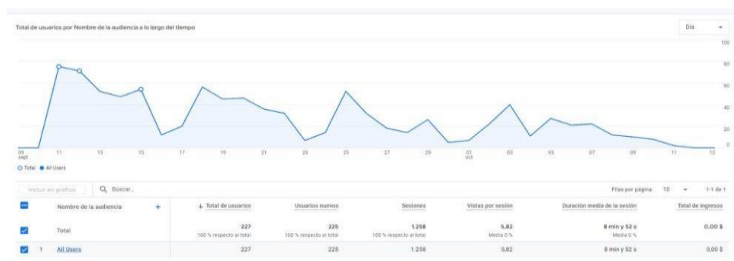 Total de usuarios por Nombre de la audiencia a lo largo del tiempo
Día
100
80
60
40
20
0
09 11 13 15 17 19 21 23 25 27 29 01 03 05 07 09 11 12
sept oct
Total All Users
Incluir en gráfico Buscar... Filas por página: 10 1-1 de 1
Nombre de la audiencia + ↓ Total de usuarios Usuarios nuevos Sesiones Vistas por sesión Duración media de la sesión Total de ingresos
Total 227 225 1.258 5,82 8 min y 52 s 0,00 $
100 % respecto al total 100 % respecto al total 100 % respecto al total Media 0 % Media 0 %
1 All Users 227 225 1.258 5,82 8 min y 52 s 0,00 $